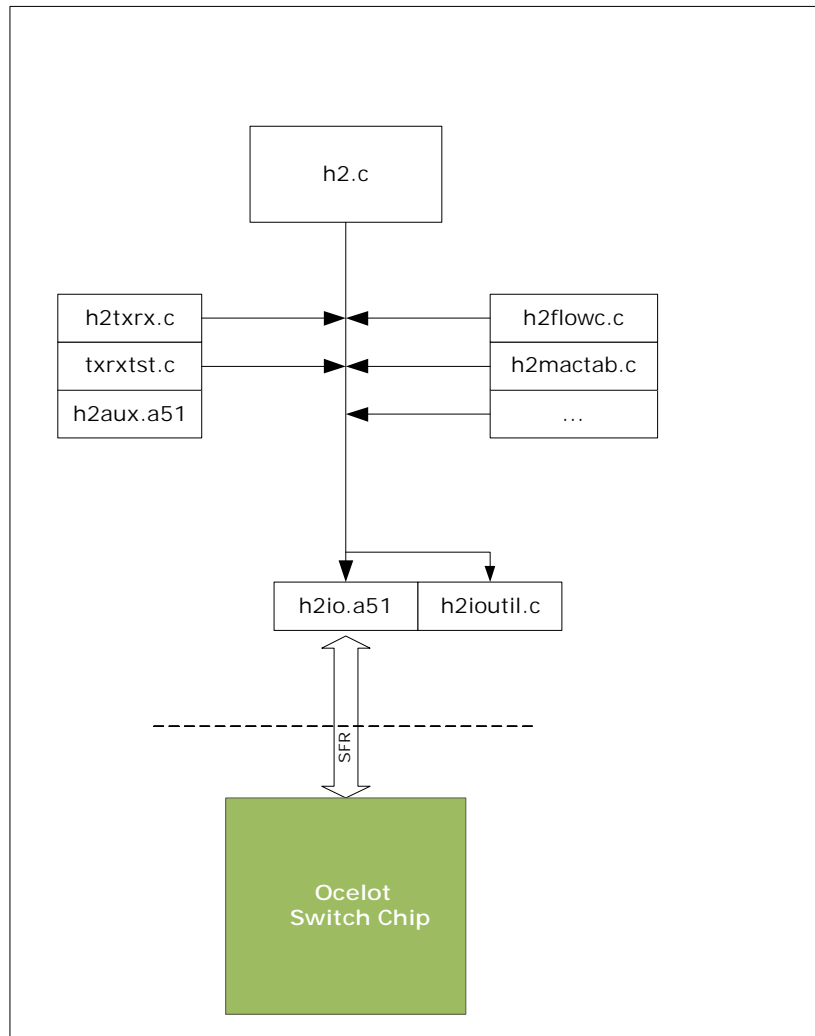 h2.c
h2txrx.c
txrxtst.c
h2aux.a51
h2flowc.c
h2mactab.c
...
h2io.a51
h2ioutil.c
SFR
Ocelot
Switch Chip